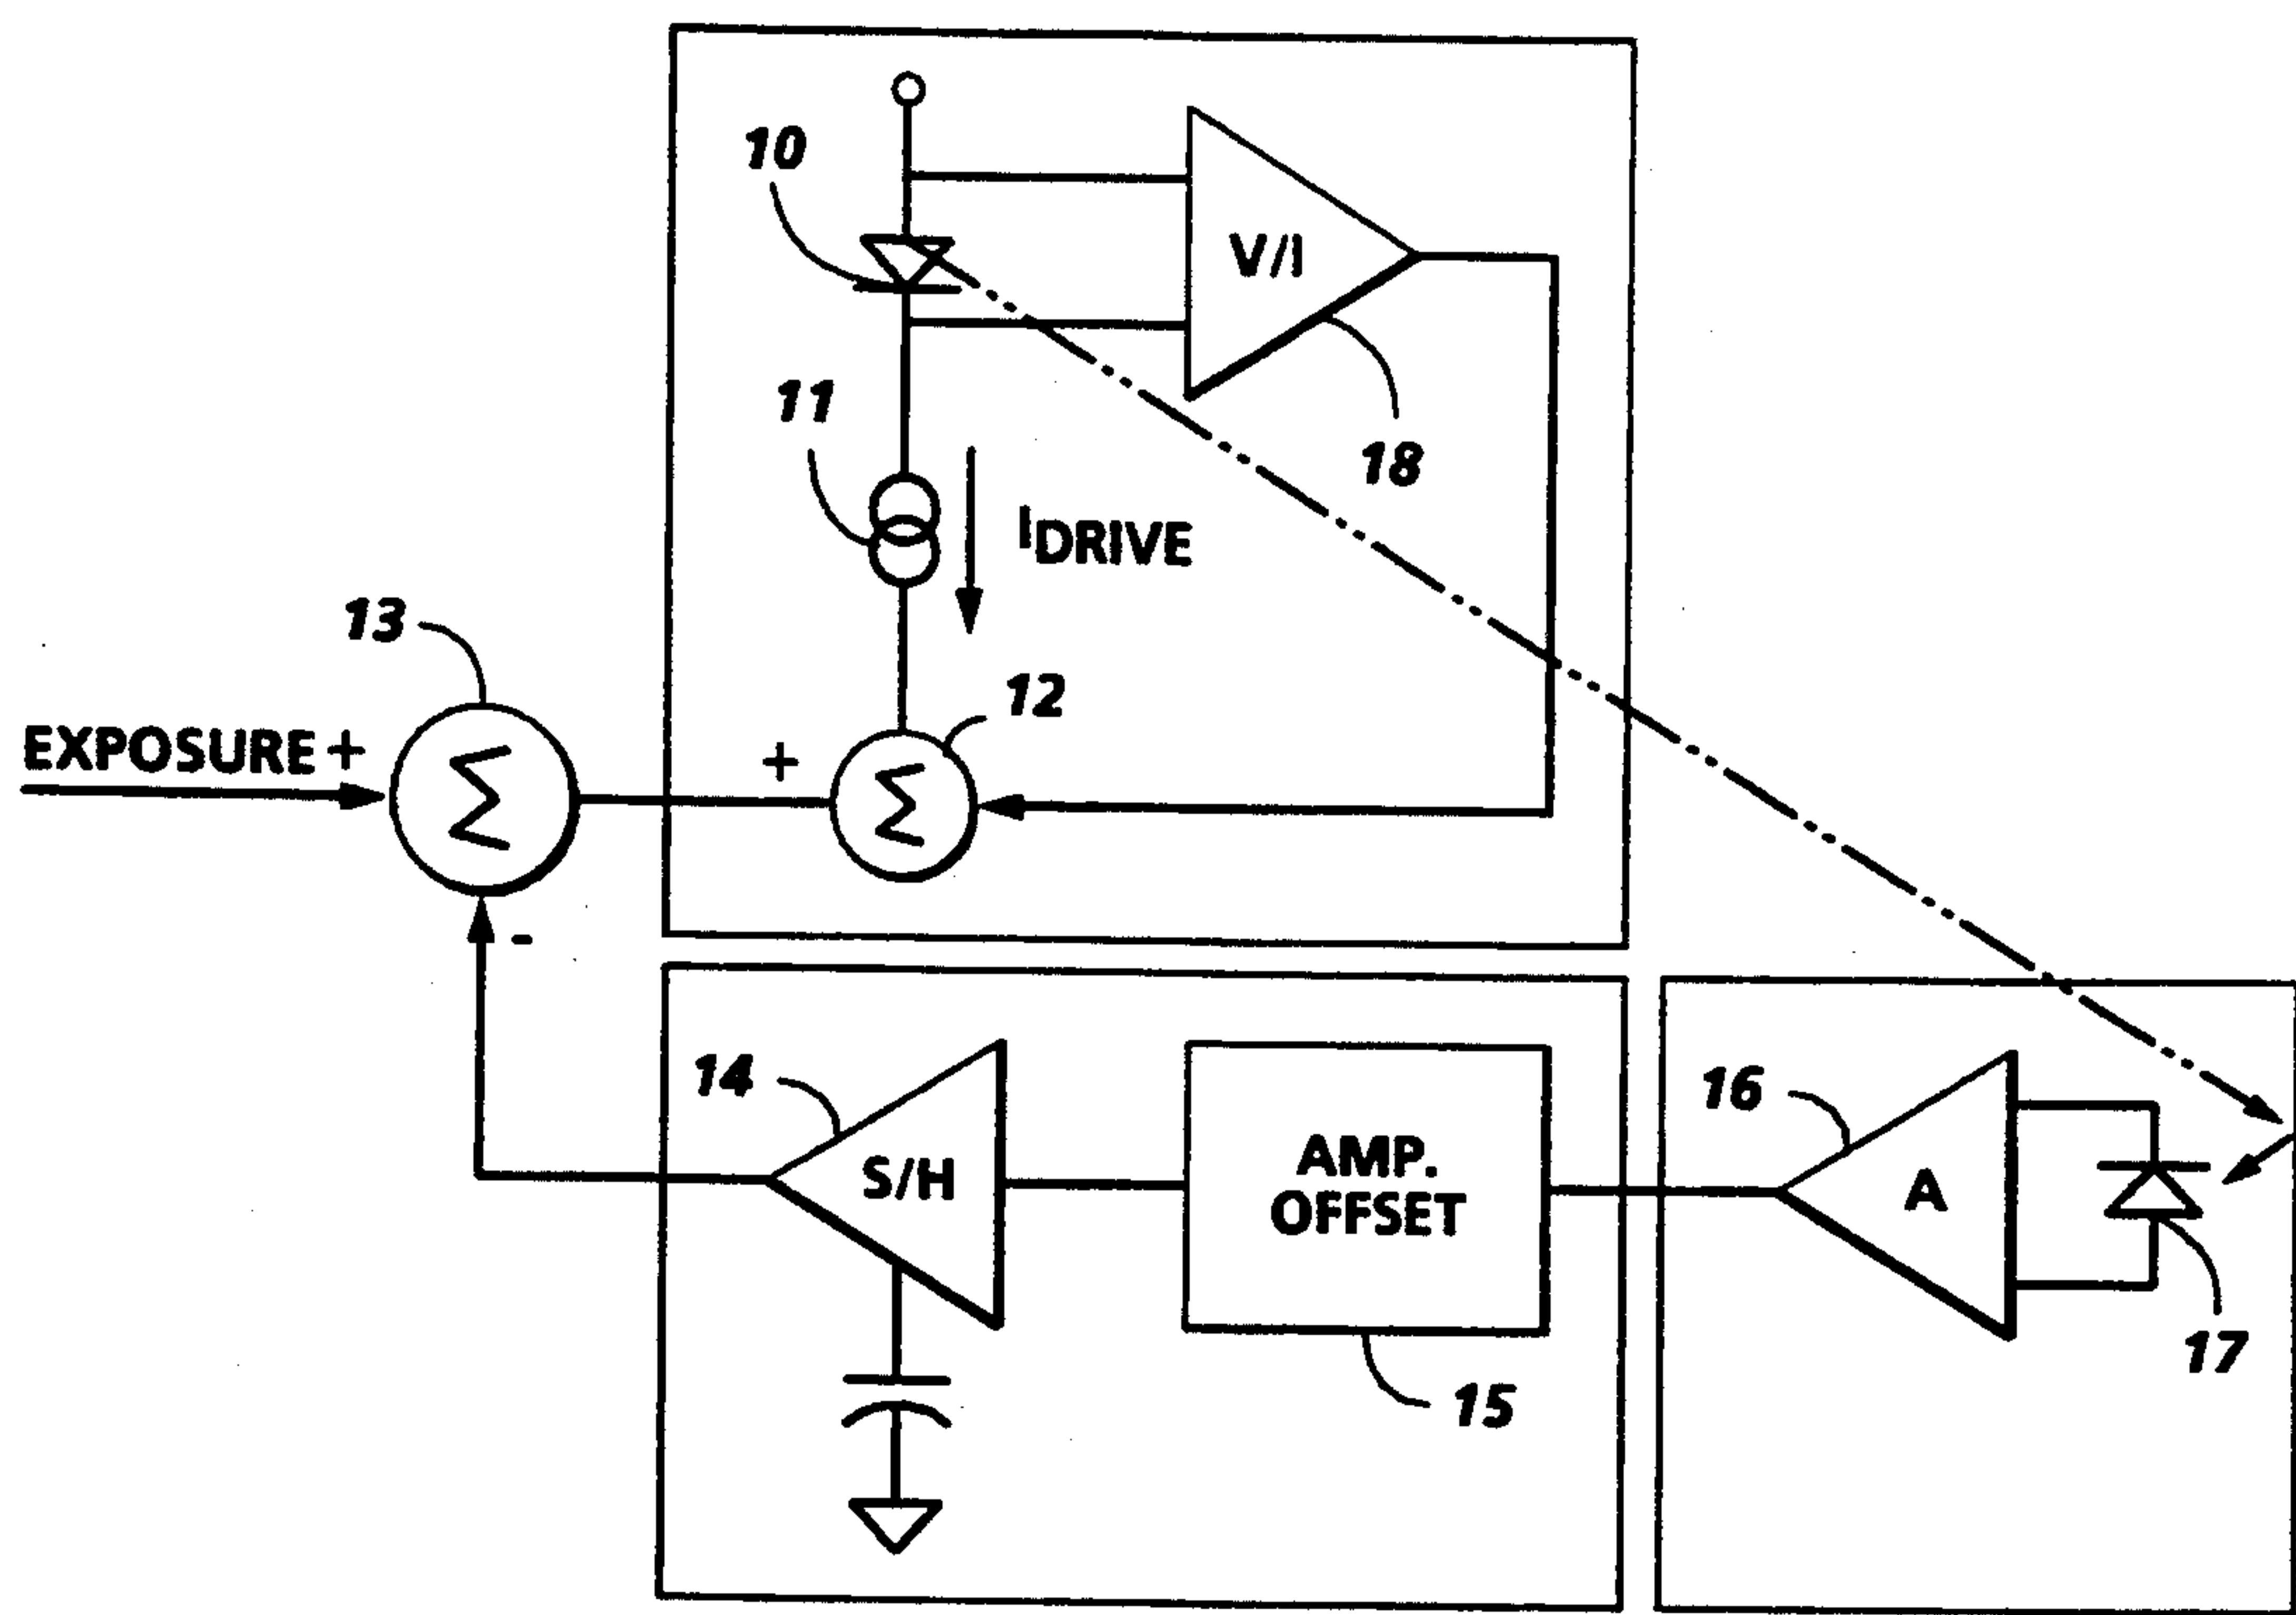 10
V/I
11
18
IDRIVE
13
12
EXPOSURE +
+
Σ
Σ
-
14
16
S/H
AMP.
OFFSET
A
17
15